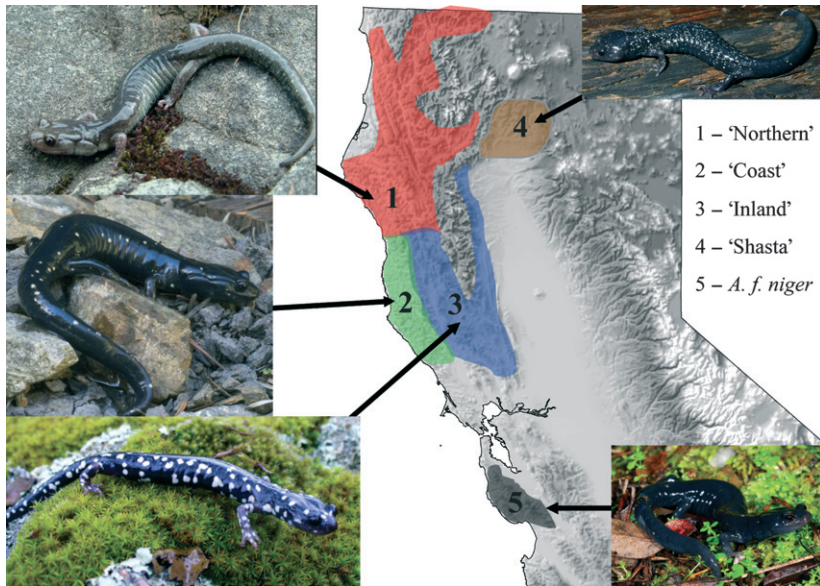 1 – ‘Northern’
2 – ‘Coast’
3 – ‘Inland’
4 – ‘Shasta’
5 – A. f. niger
4
1
2
3
5